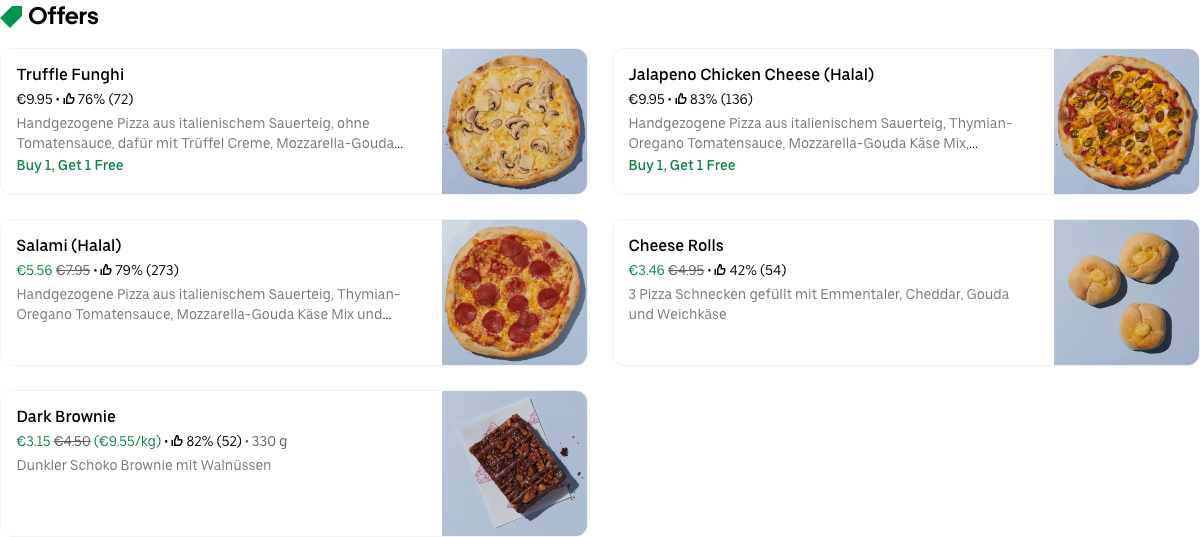 Offers
Truffle Funghi
€9.95 • 76% (72)
Handgezogene Pizza aus italienischem Sauerteig, ohne
Tomatensauce, dafür mit Trüffel Creme, Mozzarella-Gouda...
Buy 1, Get 1 Free
Jalapeno Chicken Cheese (Halal)
€9.95 • 83% (136)
Handgezogene Pizza aus italienischem Sauerteig, Thymian-
Oregano Tomatensauce, Mozzarella-Gouda Käse Mix,...
Buy 1, Get 1 Free
Salami (Halal)
€5.56 €7.95 • 79% (273)
Handgezogene Pizza aus italienischem Sauerteig, Thymian-
Oregano Tomatensauce, Mozzarella-Gouda Käse Mix und...
Cheese Rolls
€3.46 €4.95 • 42% (54)
3 Pizza Schnecken gefüllt mit Emmentaler, Cheddar, Gouda
und Weichkäse
Dark Brownie
€3.15 €4.50 (€9.55/kg) • 82% (52) • 330 g
Dunkler Schoko Brownie mit Walnüssen